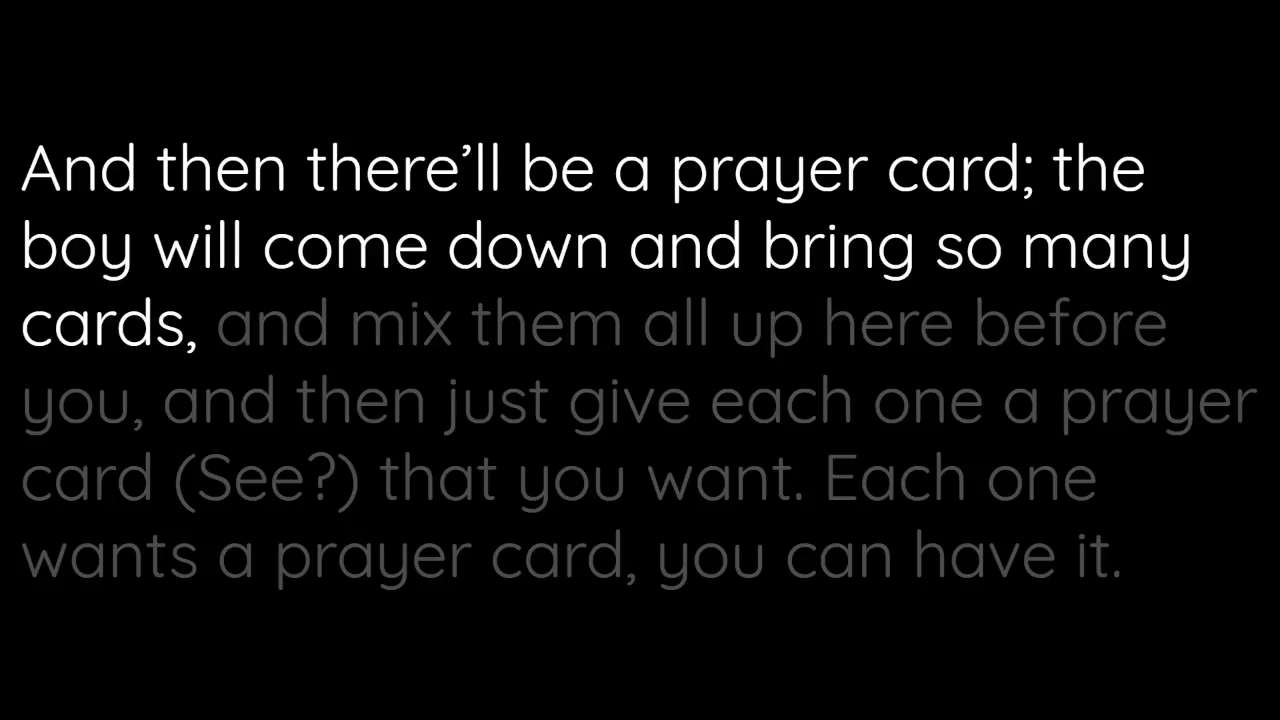 And then there’ll be a prayer card; the
boy will come down and bring so many
cards, and mix them all up here before
you, and then just give each one a prayer
card (See?) that you want. Each one
wants a prayer card, you can have it.